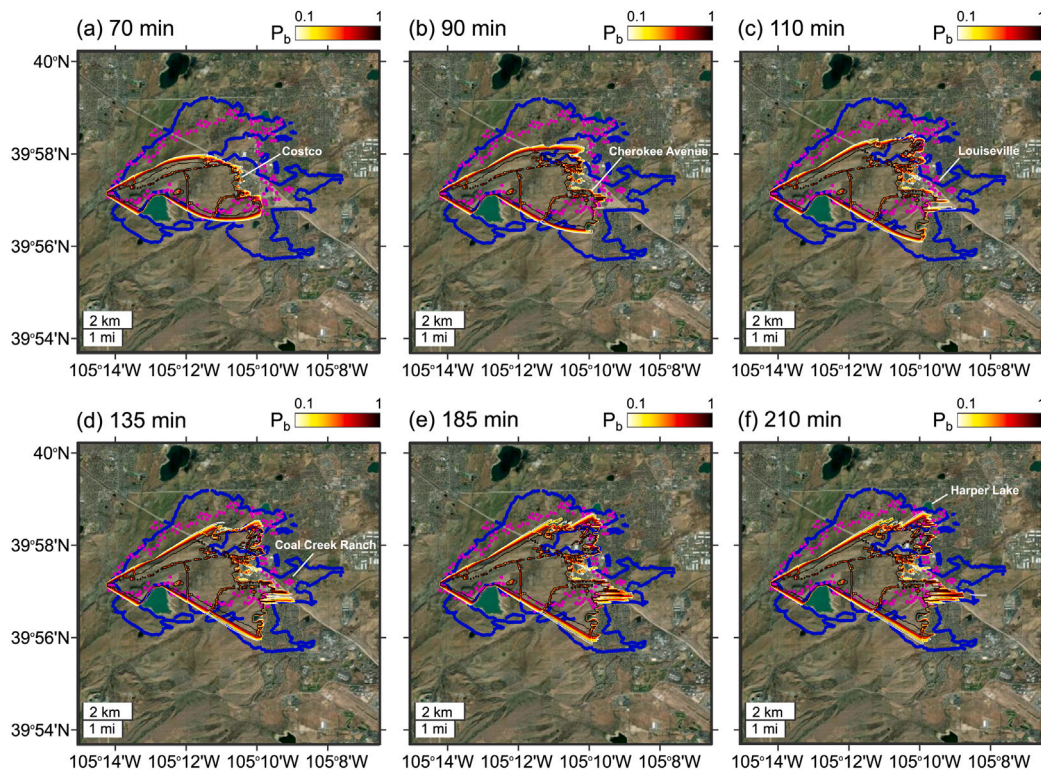 0.1 1 0.1 1 0.1 1
(a) 70 min P_b (b) 90 min P_b (c) 110 min P_b
40°N
39°58'N Costco Cherokee Avenue Louiseville
39°56'N
2 km 2 km 2 km
1 mi 1 mi 1 mi
39°54'N
105°14'W 105°12'W 105°10'W 105°8'W 105°14'W 105°12'W 105°10'W 105°8'W 105°14'W 105°12'W 105°10'W 105°8'W
0.1 1 0.1 1 0.1 1
(d) 135 min P_b (e) 185 min P_b (f) 210 min P_b
40°N
Harper Lake
39°58'N Coal Creek Ranch
39°56'N
2 km 2 km 2 km
1 mi 1 mi 1 mi
39°54'N
105°14'W 105°12'W 105°10'W 105°8'W 105°14'W 105°12'W 105°10'W 105°8'W 105°14'W 105°12'W 105°10'W 105°8'W